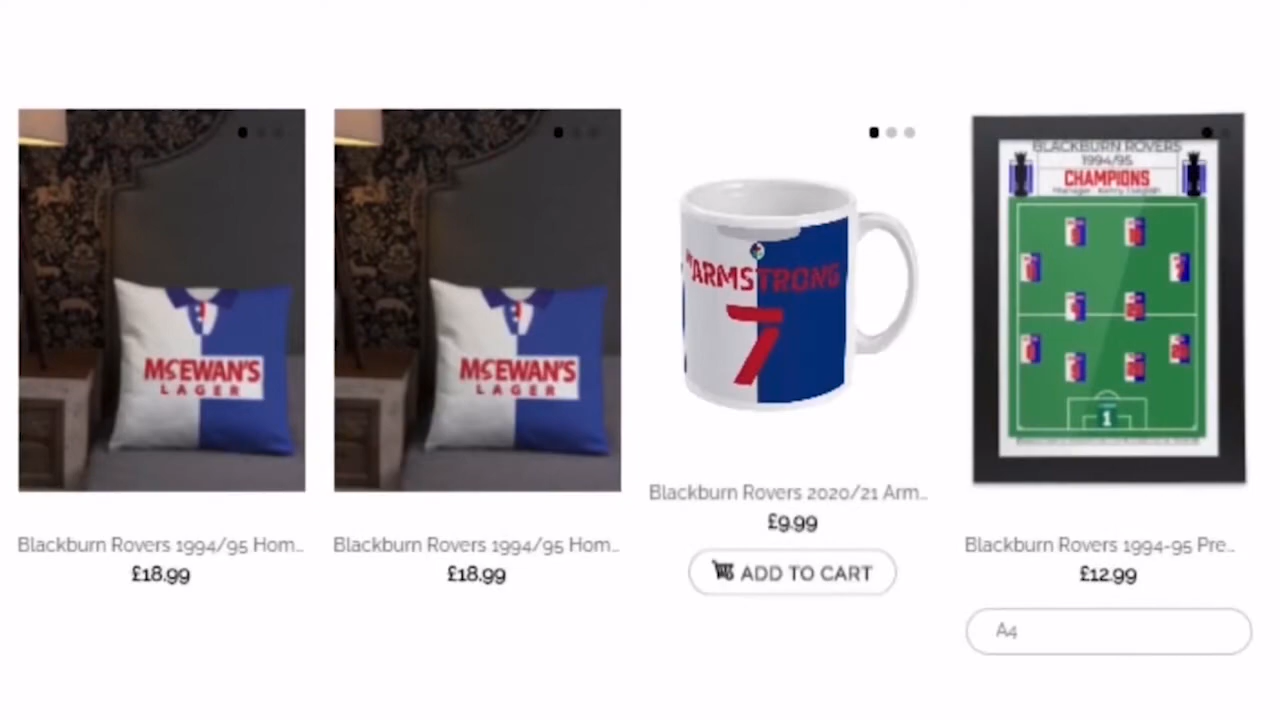 McEWAN'S
LAGER
Blackburn Rovers 1994/95 Hom...
£18.99
McEWAN'S
LAGER
Blackburn Rovers 1994/95 Hom...
£18.99
ARMSTRONG
7
Blackburn Rovers 2020/21 Arm...
£9.99
ADD TO CART
BLACKBURN ROVERS
1994/95
CHAMPIONS
1
Blackburn Rovers 1994-95 Pre...
£12.99
A4